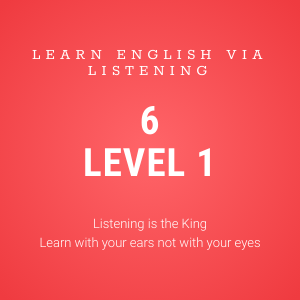 LEARN ENGLISH VIA
LISTENING
6
LEVEL 1
Listening is the King
Learn with your ears not with your eyes